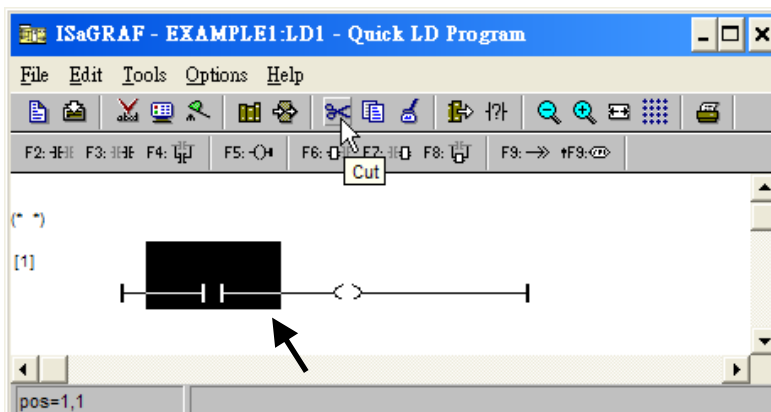 ISaGRAF - EXAMPLE1:LD1 - Quick LD Program
File Edit Tools Options Help
F2: F3: F4: F5: F6: F7: F8: F9: F9:
Cut
(* *)
[1]
pos=1,1